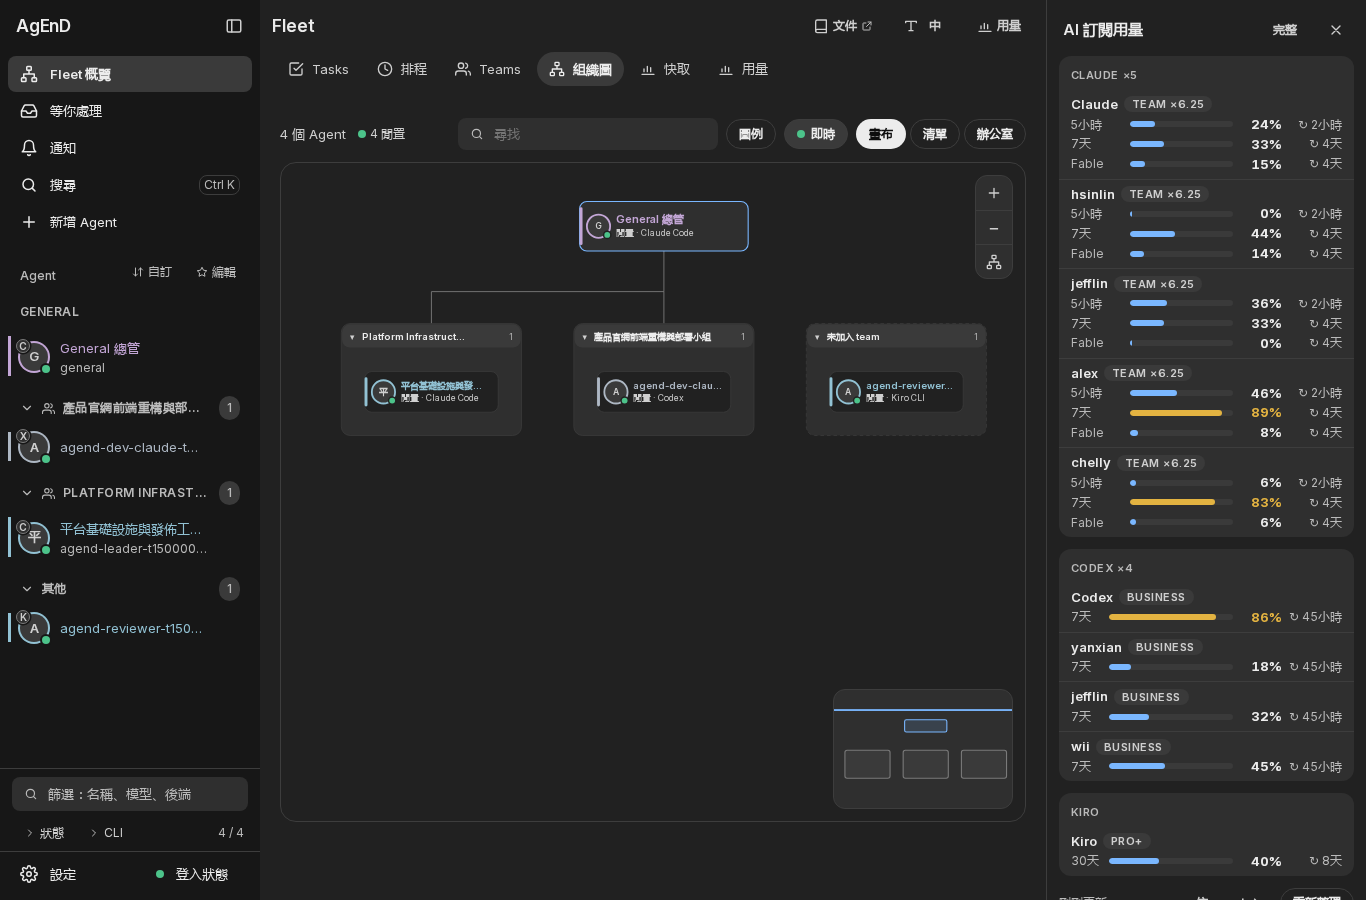 AgEnD
Fleet 概覽
等你處理
通知
搜尋 Ctrl K
新增 Agent
Agent 自訂 編輯
GENERAL
C G General 總管
general
產品官網前端重構與部... 1
X A agend-dev-claude-t...
PLATFORM INFRAST... 1
C 平 平台基礎設施與發佈工...
agend-leader-t150000...
其他 1
K A agend-reviewer-t150...
篩選：名稱、模型、後端
狀態 CLI 4 / 4
設定 登入狀態
Fleet 文件 中 用量
Tasks 排程 Teams 組織圖 快取 用量
4 個 Agent 4 閒置 尋找 圖例 即時 畫布 清單 辦公室
G General 總管
閒置 · Claude Code
Platform Infrastruct... 1
平 平台基礎設施與發...
閒置 · Claude Code
產品官網前端重構與部署小組 1
A agend-dev-clau...
閒置 · Codex
未加入 team 1
A agend-reviewer...
閒置 · Kiro CLI
AI 訂閱用量 完整
CLAUDE ×5
Claude TEAM ×6.25
5小時 24% ↻ 2小時
7天 33% ↻ 4天
Fable 15% ↻ 4天
hsinlin TEAM ×6.25
5小時 0% ↻ 2小時
7天 44% ↻ 4天
Fable 14% ↻ 4天
jefflin TEAM ×6.25
5小時 36% ↻ 2小時
7天 33% ↻ 4天
Fable 0% ↻ 4天
alex TEAM ×6.25
5小時 46% ↻ 2小時
7天 89% ↻ 4天
Fable 8% ↻ 4天
chelly TEAM ×6.25
5小時 6% ↻ 2小時
7天 83% ↻ 4天
Fable 6% ↻ 4天
CODEX ×4
Codex BUSINESS
7天 86% ↻ 45小時
yanxian BUSINESS
7天 18% ↻ 45小時
jefflin BUSINESS
7天 32% ↻ 45小時
wii BUSINESS
7天 45% ↻ 45小時
KIRO
Kiro PRO+
30天 40% ↻ 8天